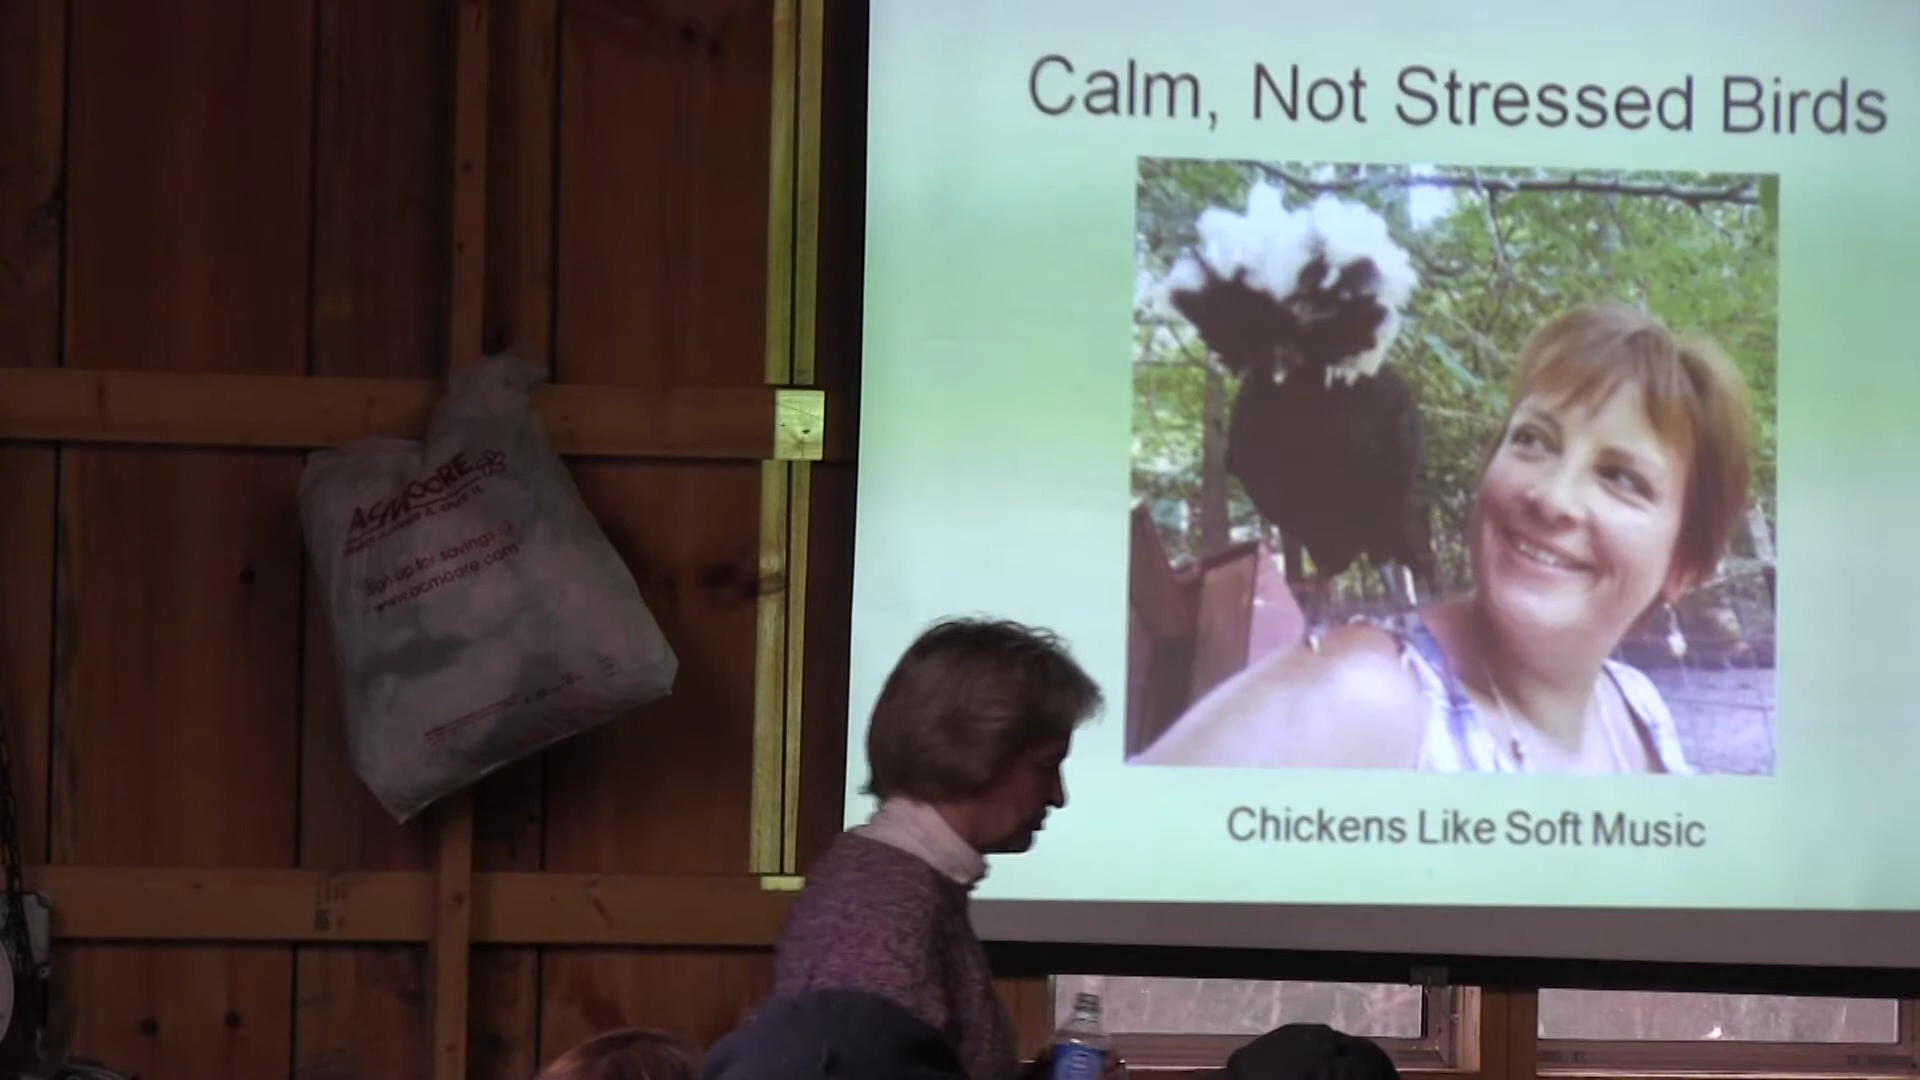 Calm, Not Stressed Birds
Chickens Like Soft Music
ACMOORE
Sign up for savings @
www.acmoore.com